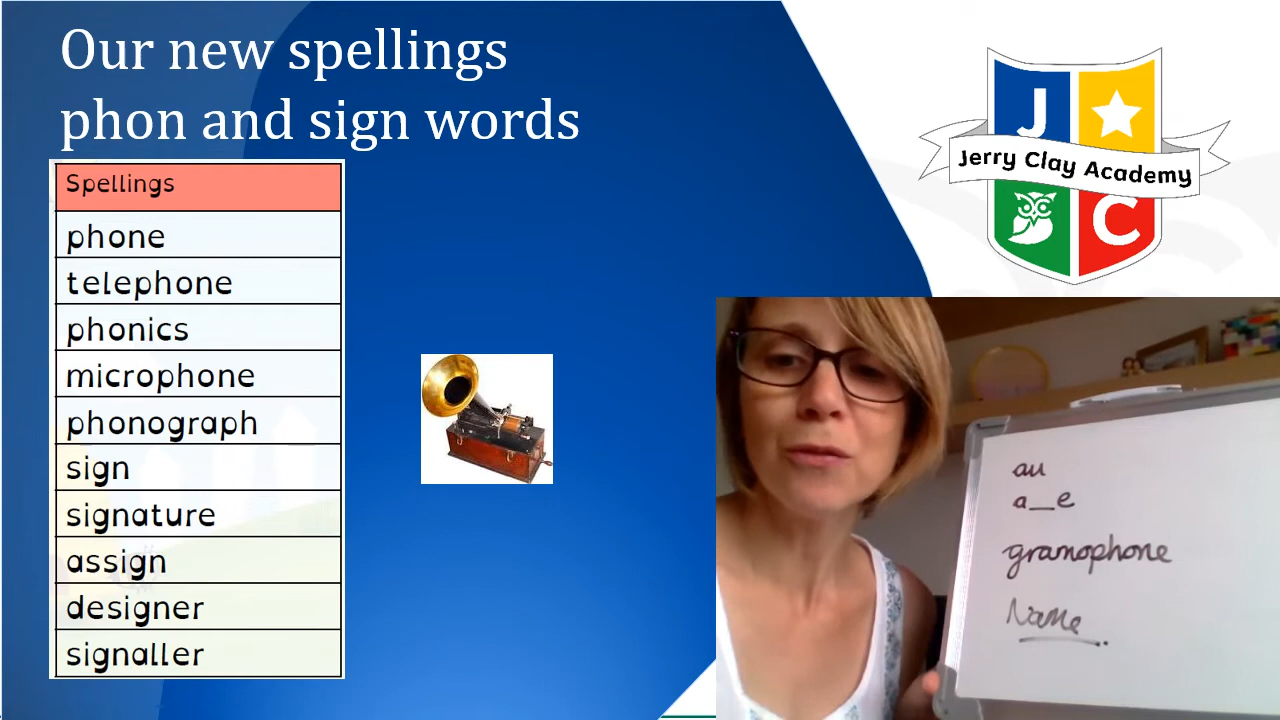 Our new spellings
phon and sign words
Spellings
phone
telephone
phonics
microphone
phonograph
sign
signature
assign
designer
signaller
J
Jerry Clay Academy
C
au
a_e
gramophone
Name